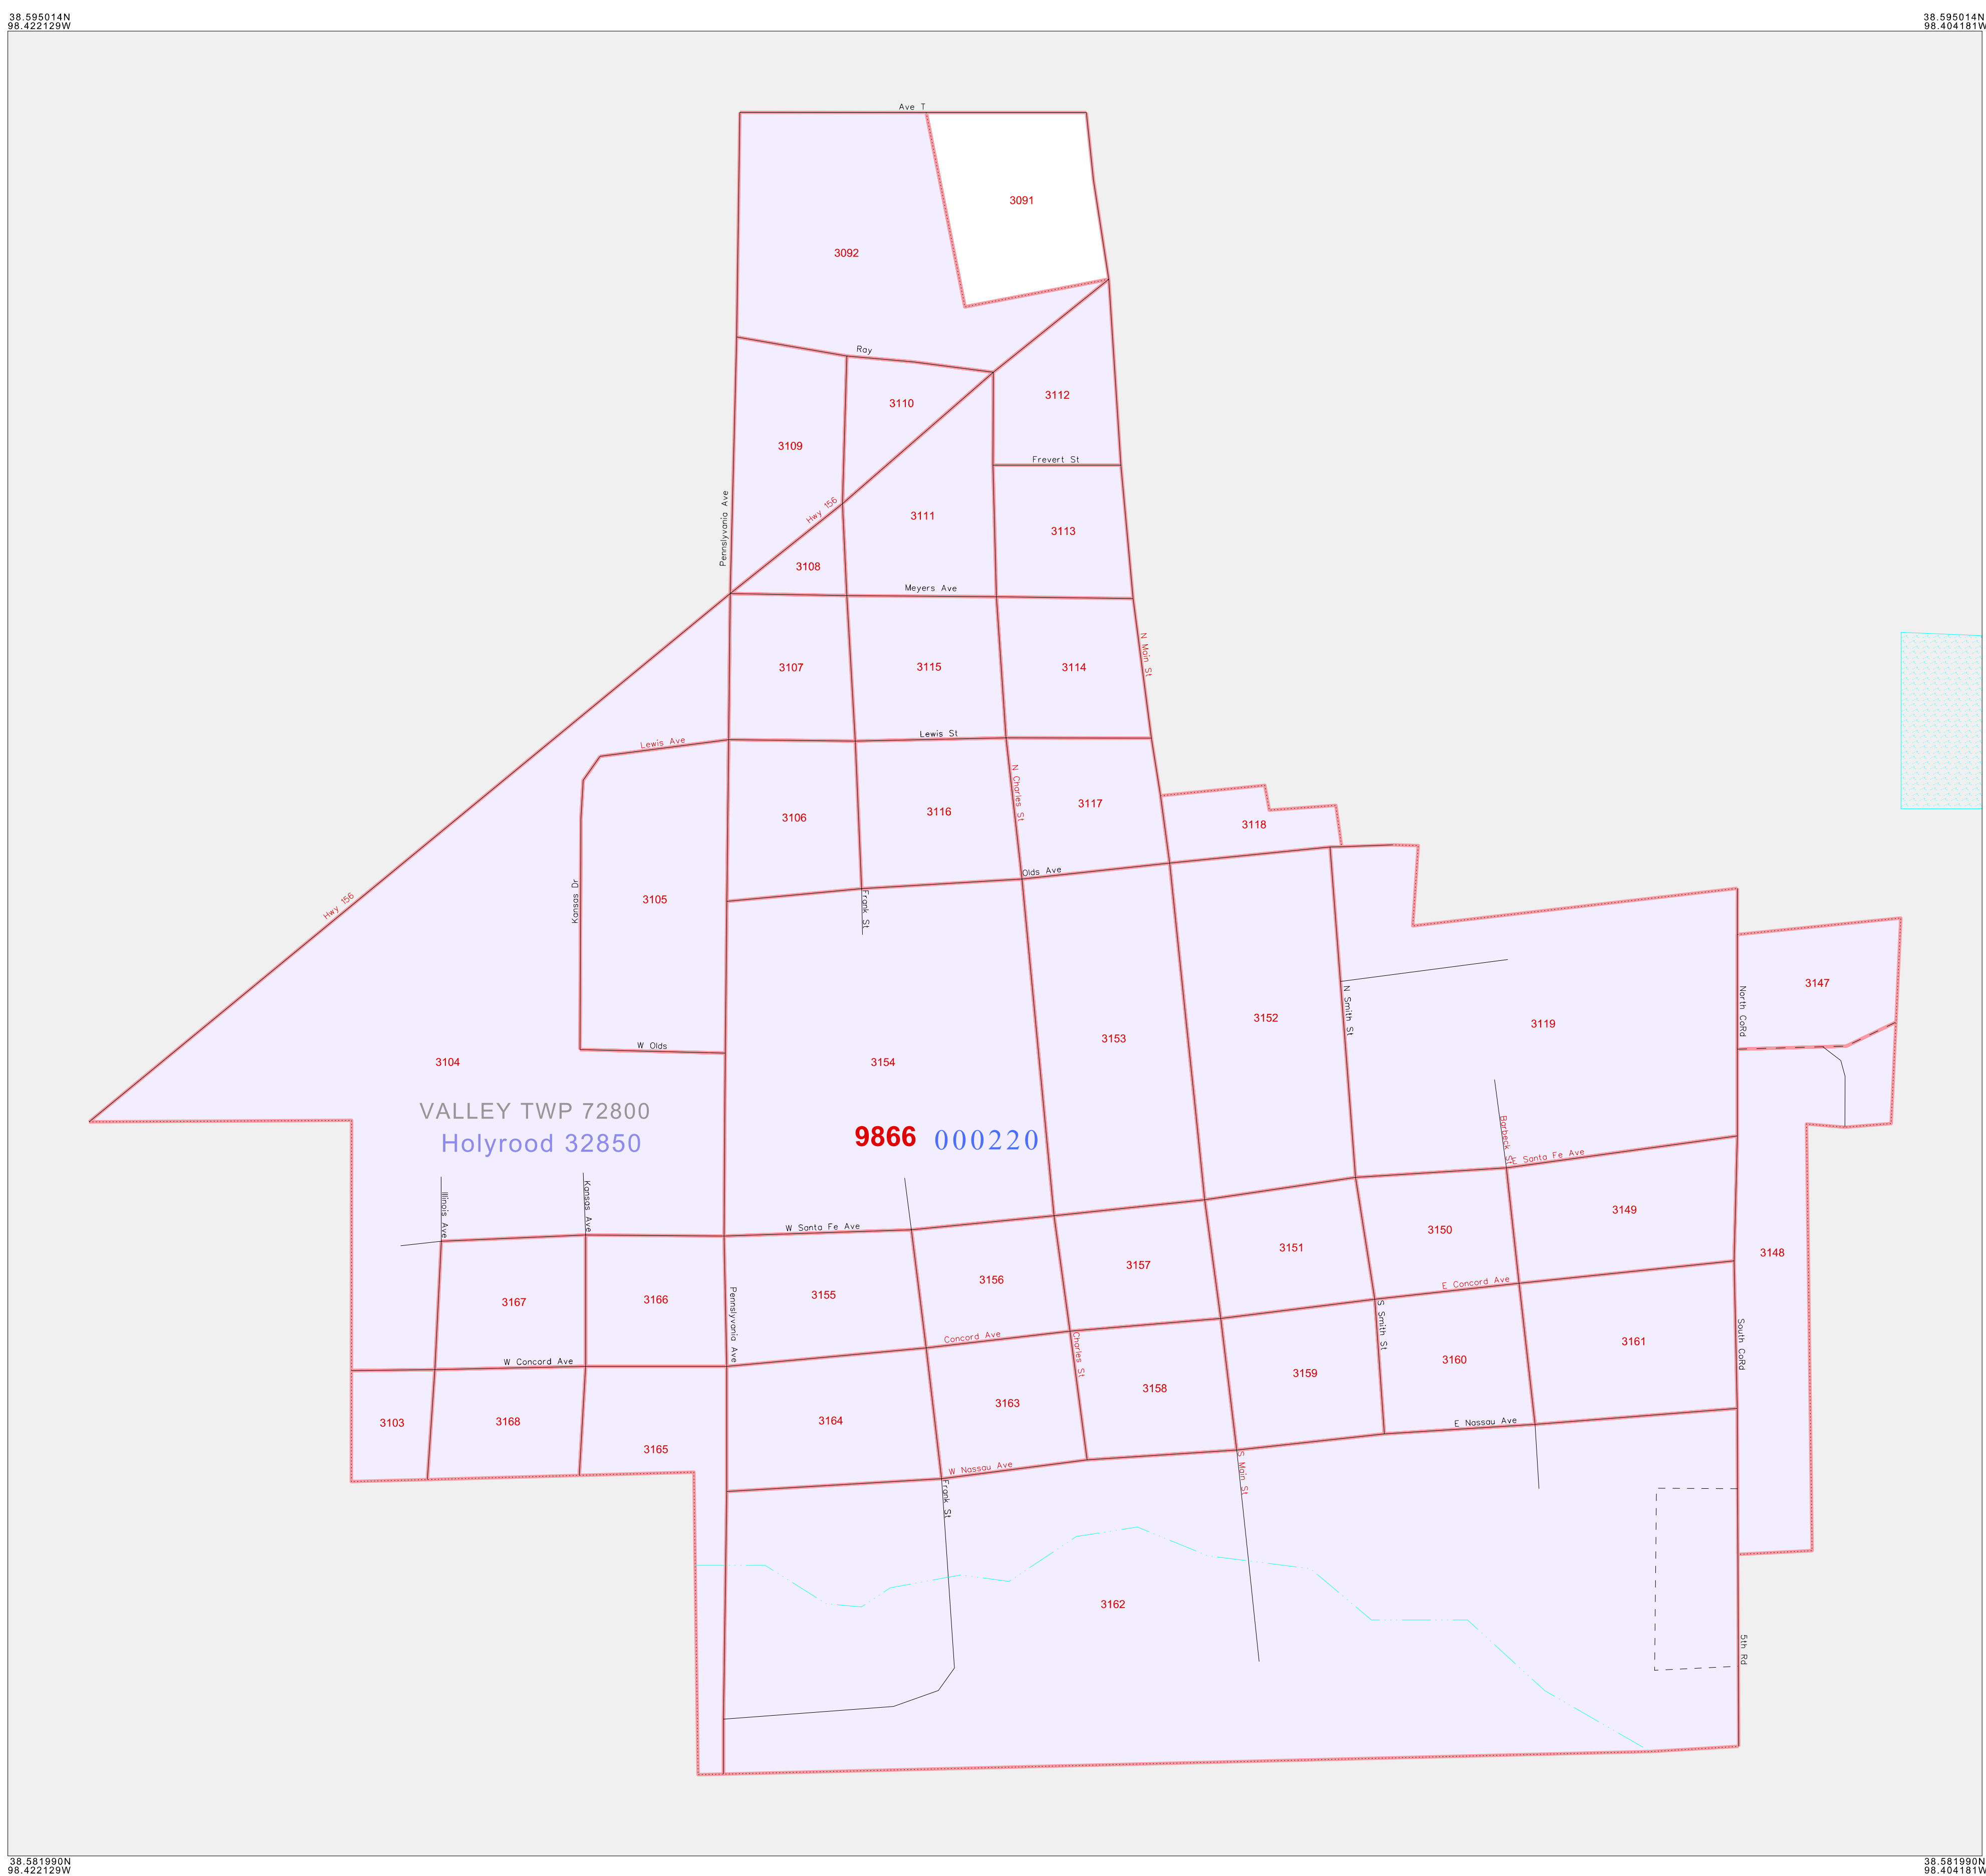 38.595014N
98.422129W
38.595014N
98.404181W
Ave T
3091
3092
Ray
3110
3112
3109
Frevert St
Pennslyvania Ave
Hwy 156
3111
3113
3108
Meyers Ave
N Main St
3107
3115
3114
Lewis Ave
Lewis St
N Charles St
3106
3116
3117
3118
Olds Ave
Kansas Dr
3105
Frank St
Hwy 156
3147
North CoRd
N Smith St
3152
3119
3153
W Olds
3104
3154
VALLEY TWP 72800
Holyrood 32850
9866 000220
Barbeck St
E Santa Fe Ave
Illinois Ave
Kansas Ave
W Santa Fe Ave
3149
3150
3151
3148
3157
3156
3155
3166
3167
E Concord Ave
Pennslyvania Ave
S Smith St
South CoRd
Concord Ave
Charles St
3161
W Concord Ave
3160
3159
3158
3163
3164
3103
3168
E Nassau Ave
3165
W Nassau Ave
S Main St
Frank St
3162
5th Rd
38.581990N
98.422129W
38.581990N
98.404181W